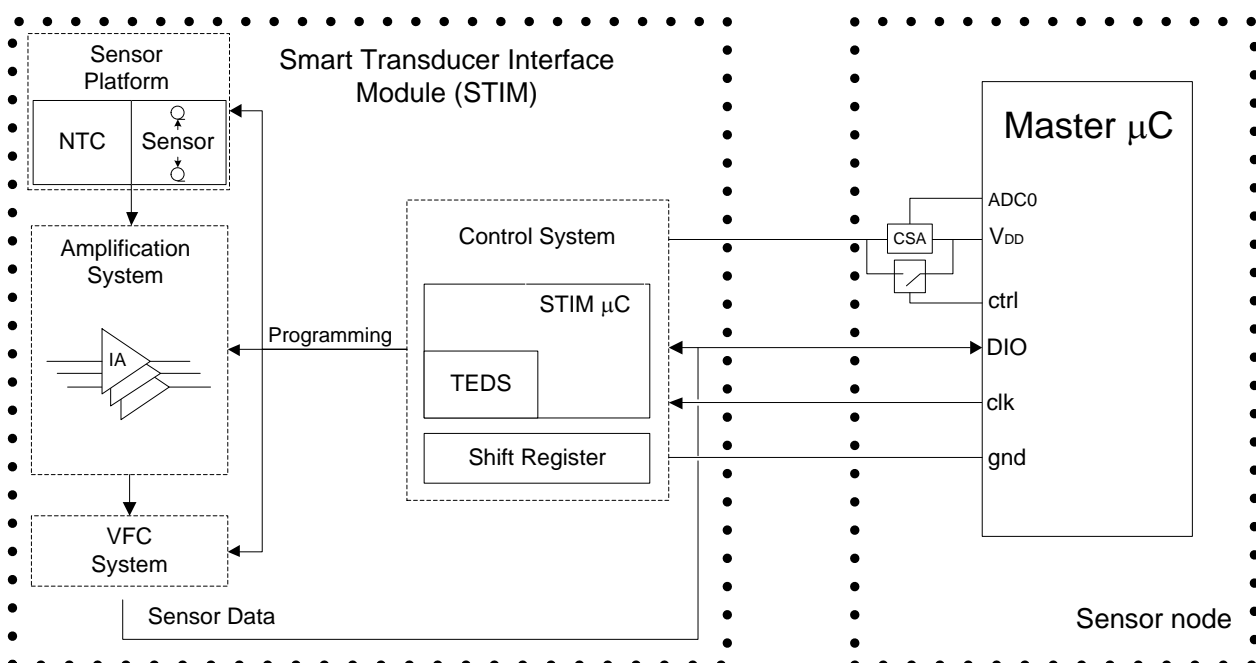 Smart Transducer Interface
Module (STIM)
Sensor
Platform
NTC
Sensor
Amplification
System
IA
VFC
System
Sensor Data
Programming
Control System
STIM μC
TEDS
Shift Register
Master μC
ADC0
CSA
VDD
ctrl
DIO
clk
gnd
Sensor node